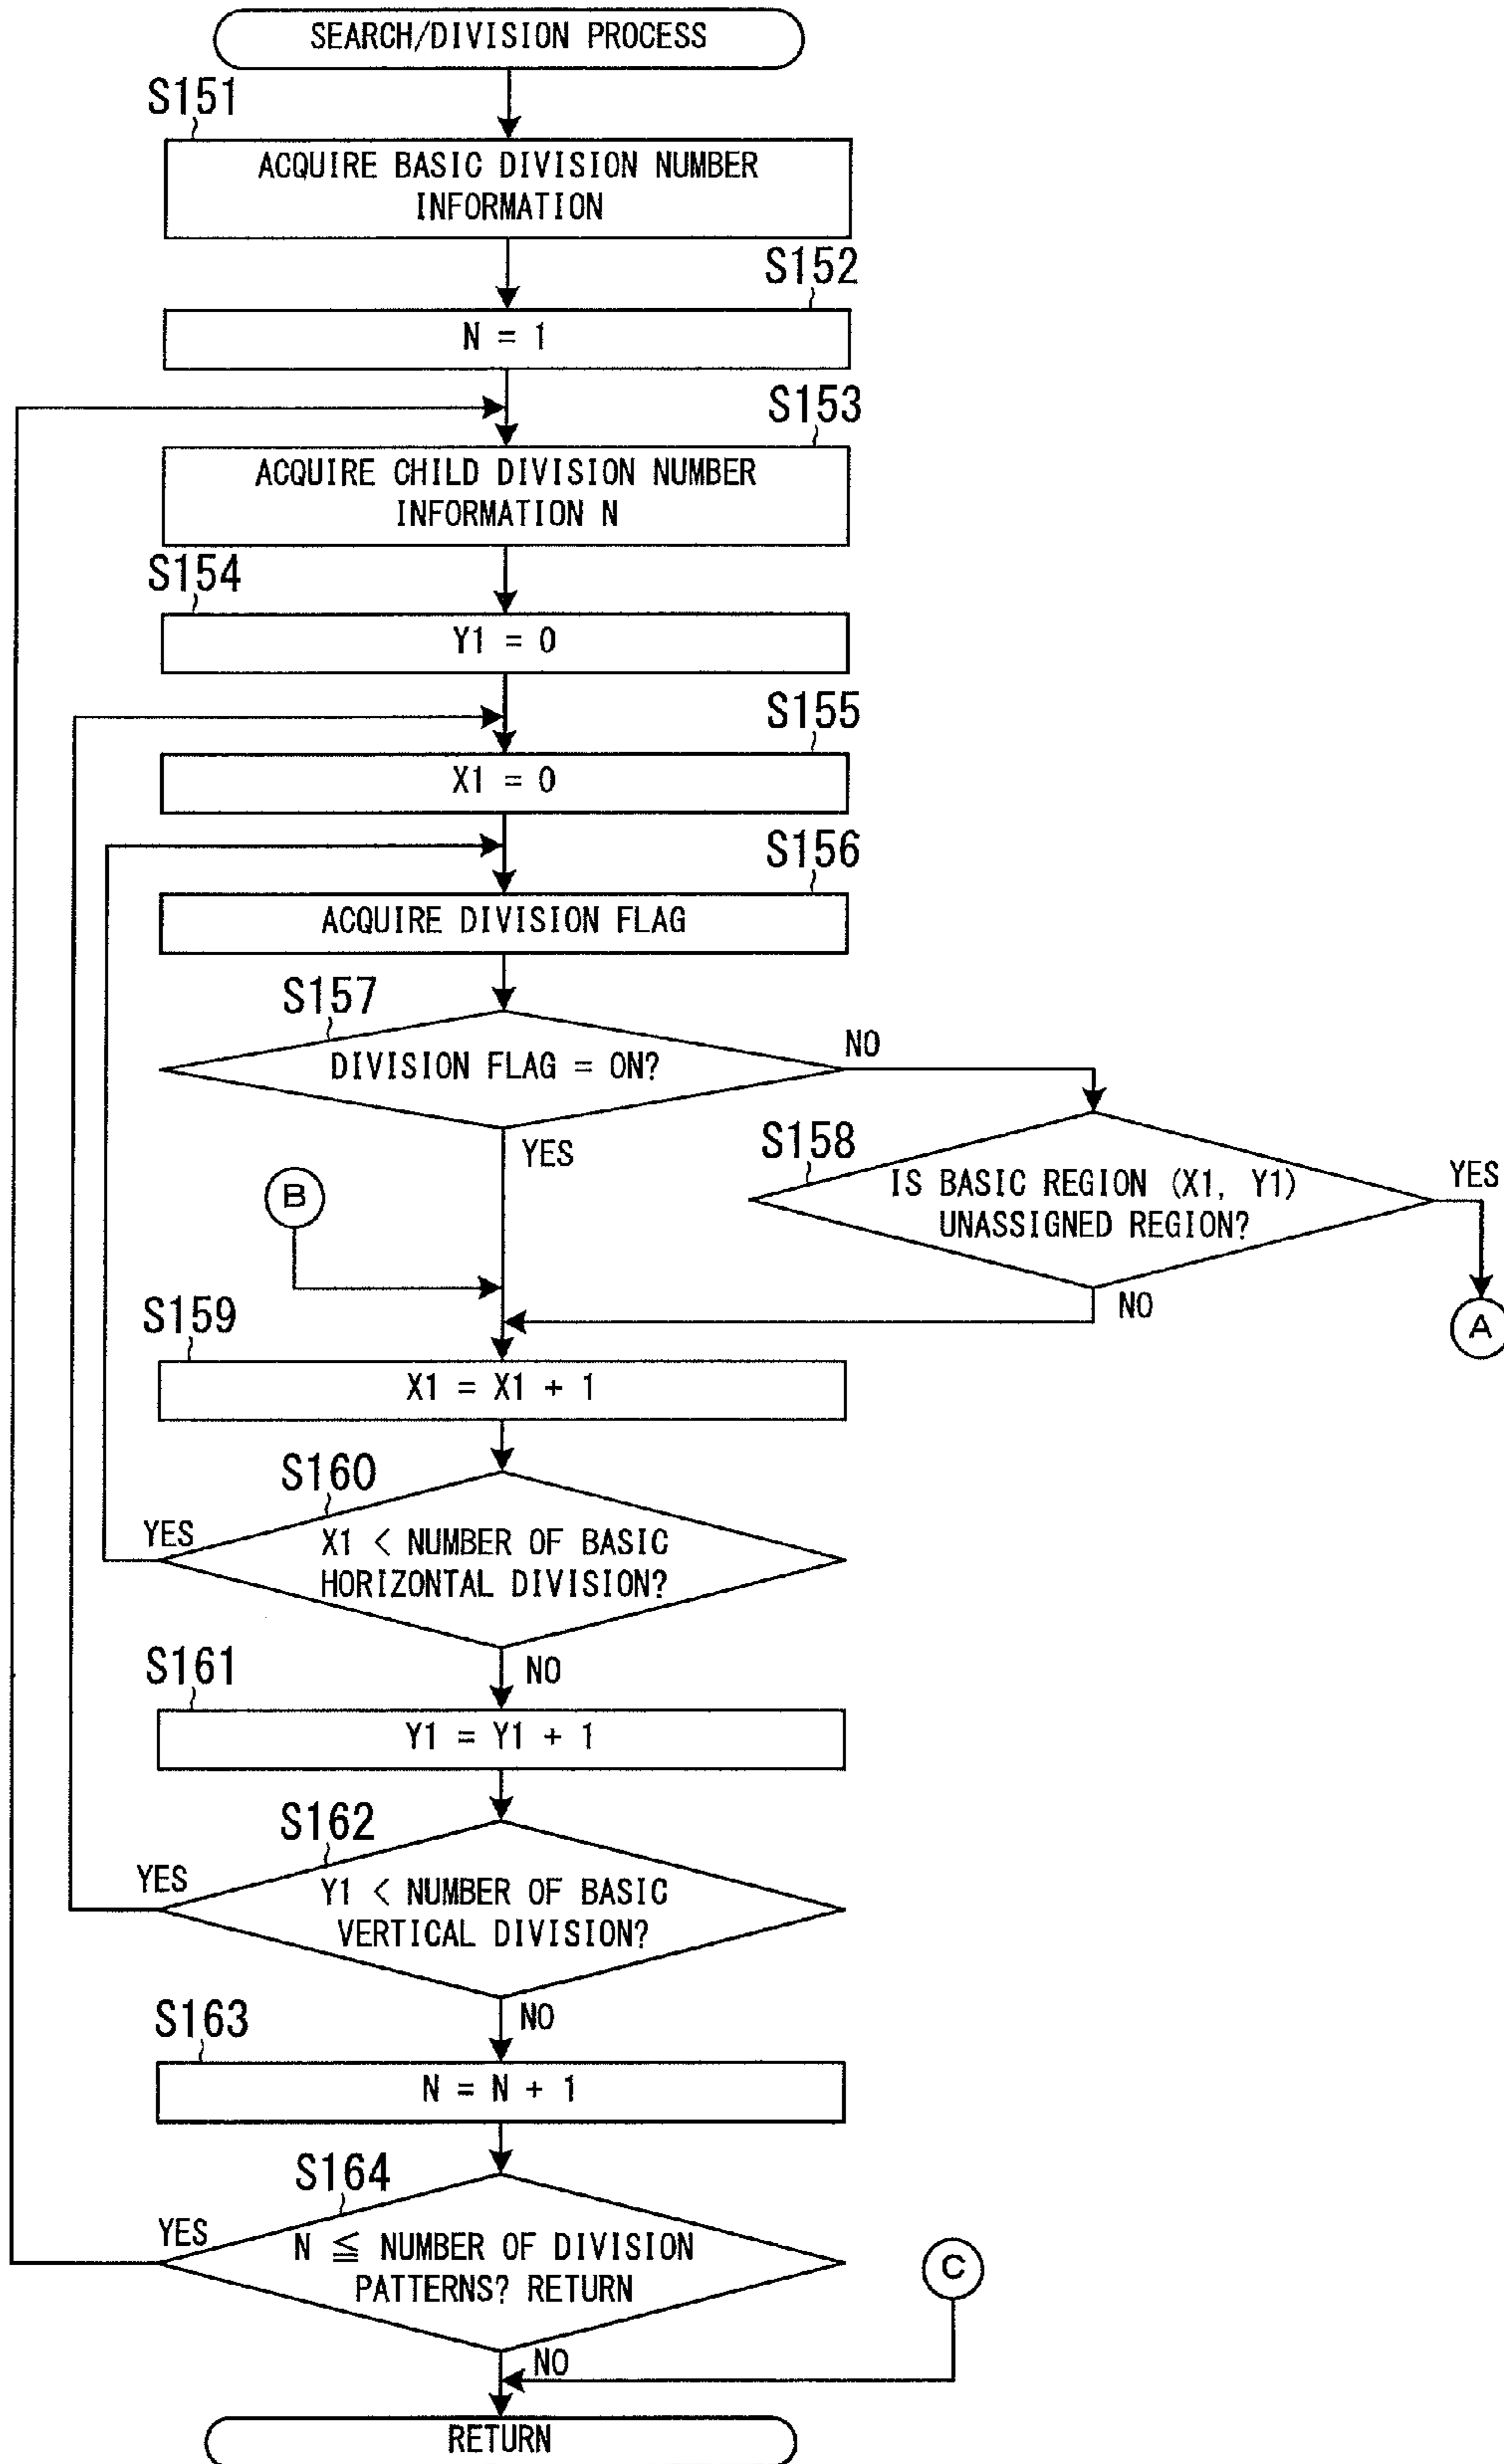 SEARCH/DIVISION PROCESS
S151
ACQUIRE BASIC DIVISION NUMBER
INFORMATION
S152
N = 1
S153
ACQUIRE CHILD DIVISION NUMBER
INFORMATION N
S154
Y1 = 0
S155
X1 = 0
S156
ACQUIRE DIVISION FLAG
S157
DIVISION FLAG = ON?
NO
YES
S158
IS BASIC REGION (X1, Y1)
UNASSIGNED REGION?
YES
NO
A
B
S159
X1 = X1 + 1
S160
X1 < NUMBER OF BASIC
HORIZONTAL DIVISION?
YES
NO
S161
Y1 = Y1 + 1
S162
Y1 < NUMBER OF BASIC
VERTICAL DIVISION?
YES
NO
S163
N = N + 1
S164
N ≦ NUMBER OF DIVISION
PATTERNS? RETURN
YES
NO
C
RETURN